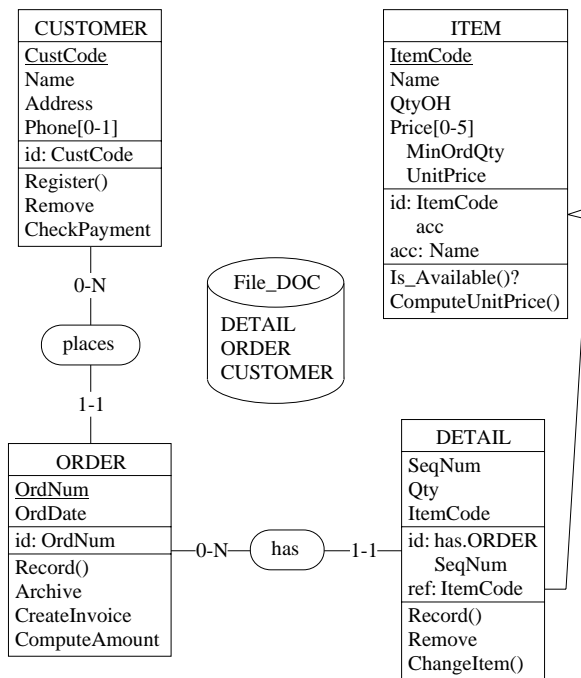 CUSTOMER
CustCode
Name
Address
Phone[0-1]
id: CustCode
Register()
Remove
CheckPayment
ITEM
ItemCode
Name
QtyOH
Price[0-5]
MinOrdQty
UnitPrice
id: ItemCode
acc
acc: Name
Is_Available()?
ComputeUnitPrice()
0-N
places
1-1
File_DOC
DETAIL
ORDER
CUSTOMER
ORDER
OrdNum
OrdDate
id: OrdNum
Record()
Archive
CreateInvoice
ComputeAmount
0-N
has
1-1
DETAIL
SeqNum
Qty
ItemCode
id: has.ORDER
SeqNum
ref: ItemCode
Record()
Remove
ChangeItem()